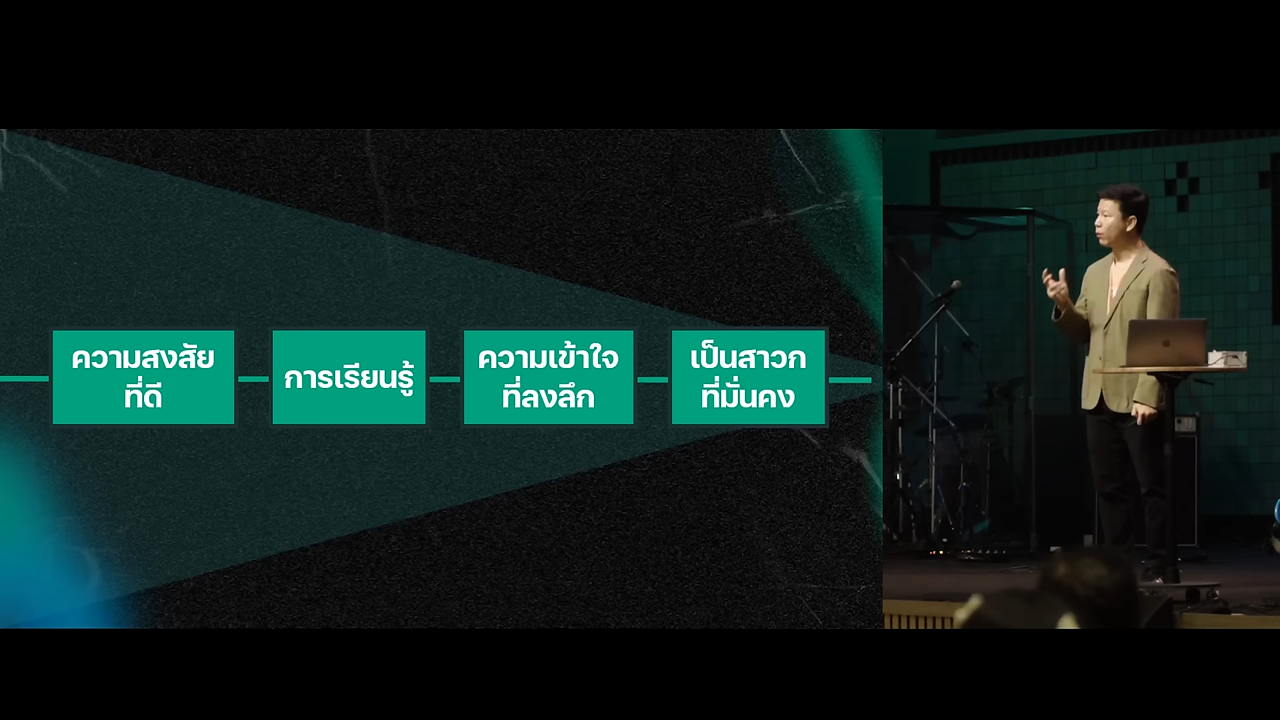 ความสงสัย
ที่ดี
การเรียนรู้
ความเข้าใจ
ที่ลงลึก
เป็นสาวก
ที่มั่นคง